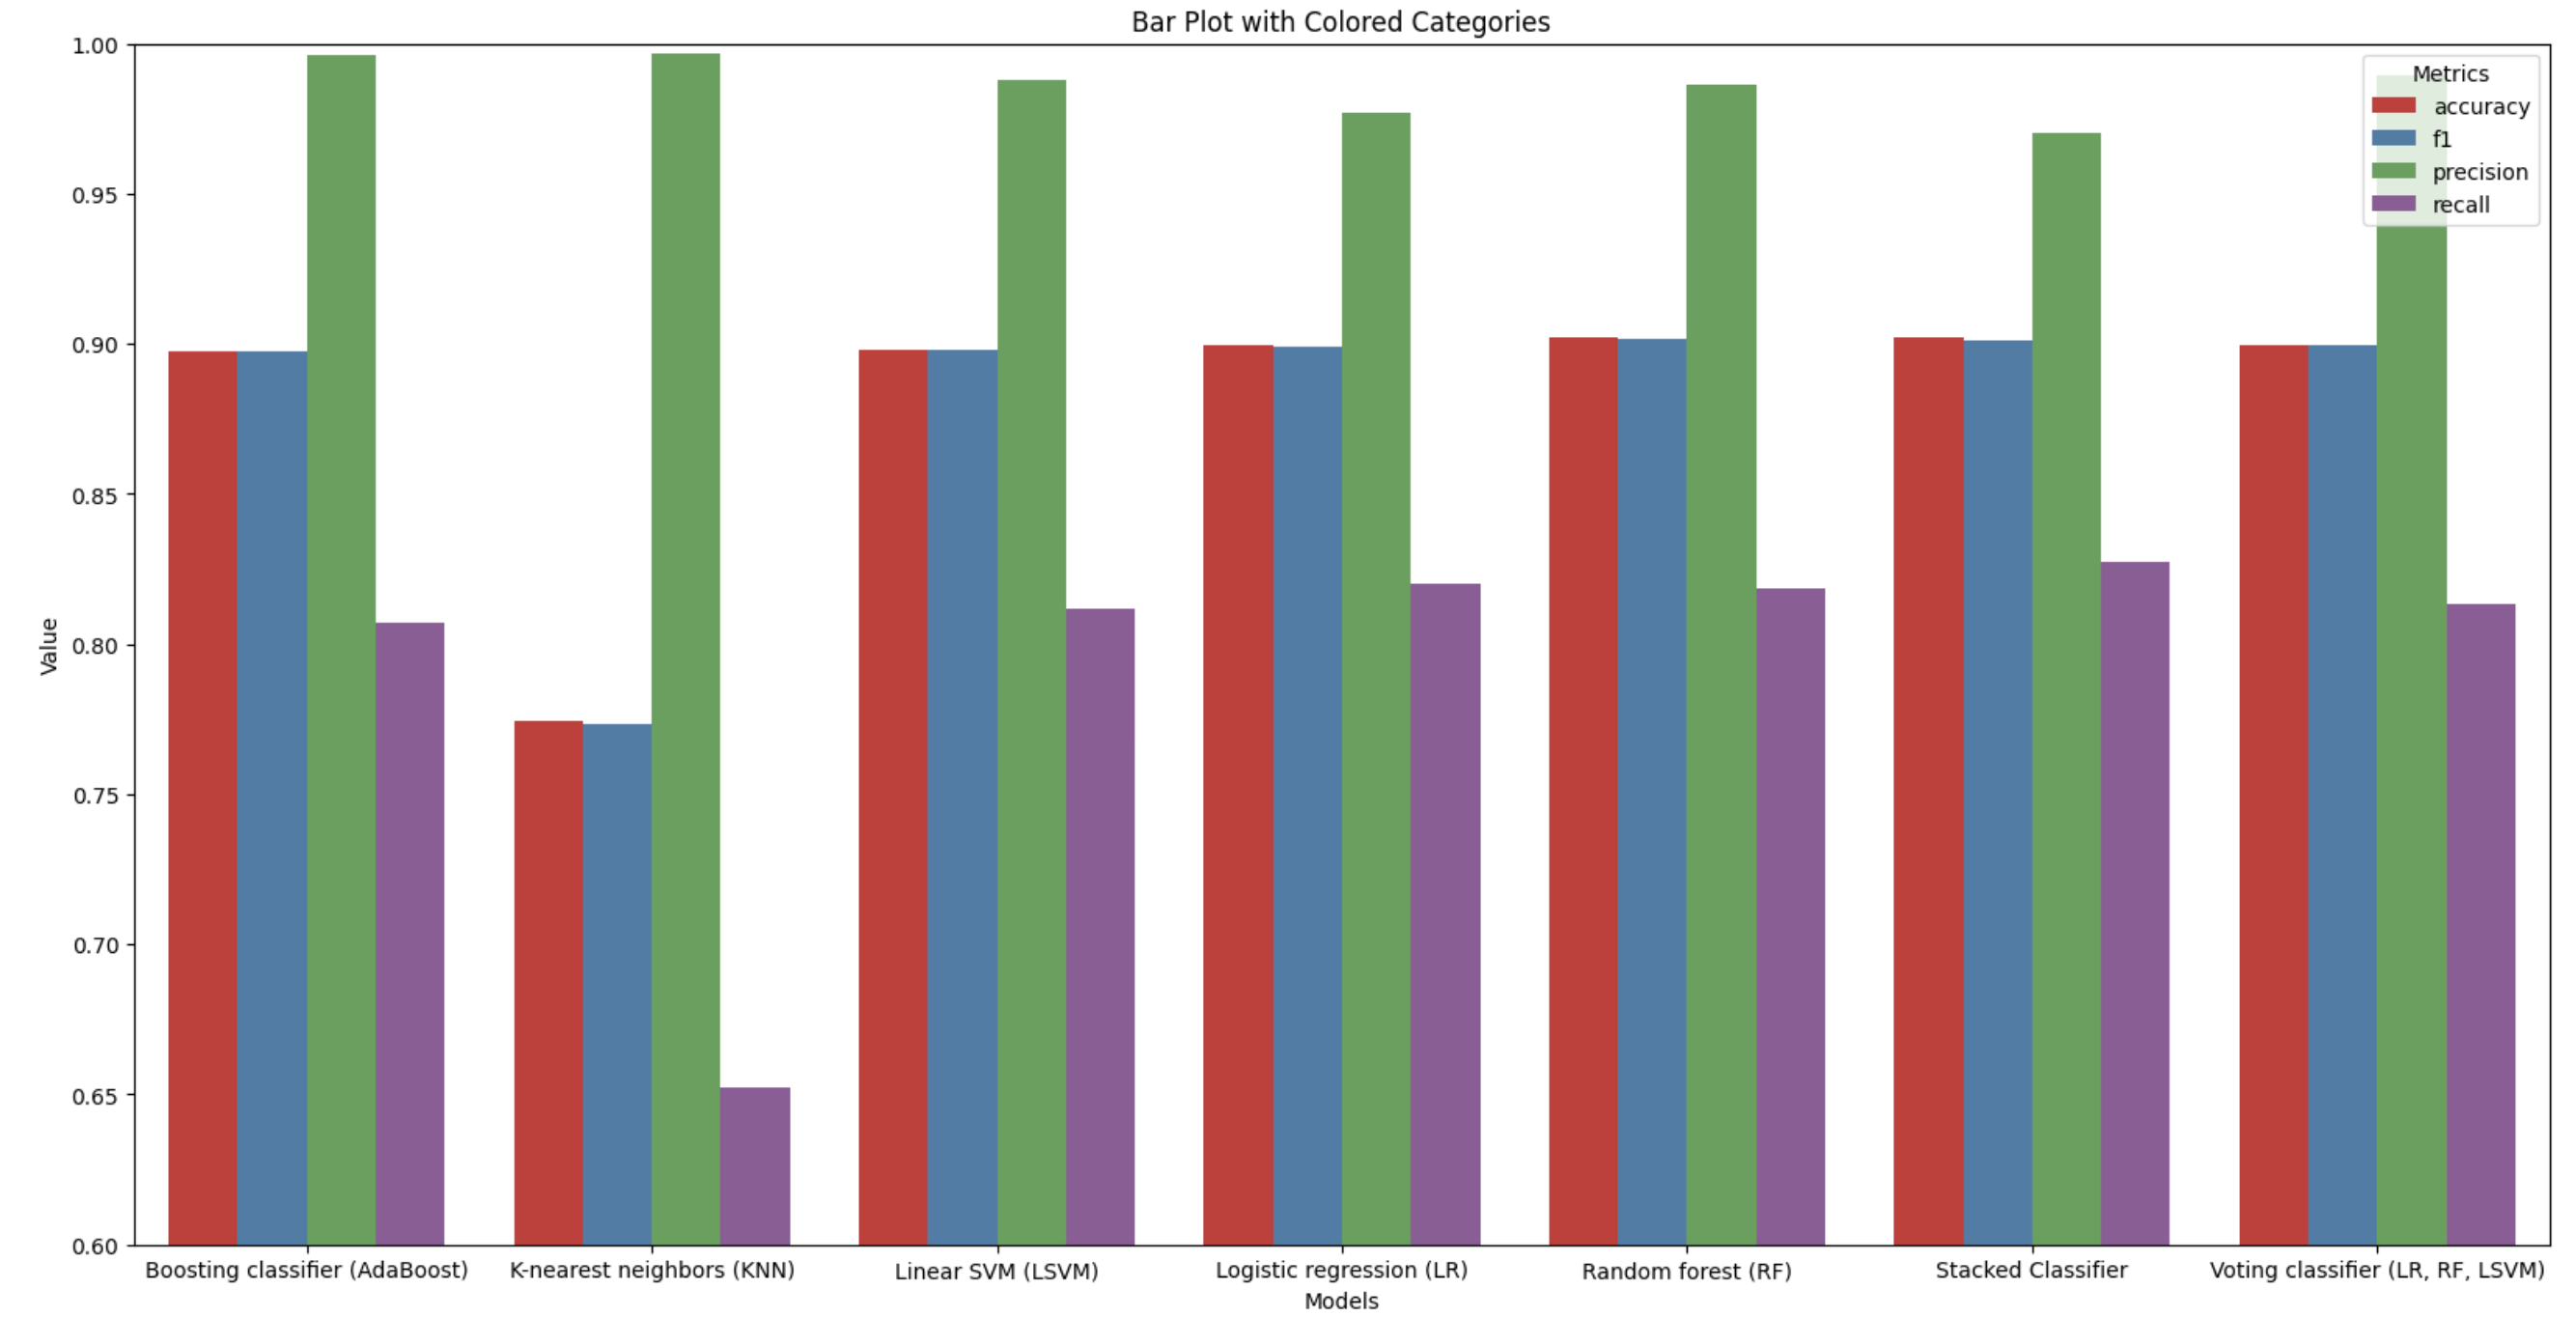 Bar Plot with Colored Categories
1.00
0.95
0.90
0.85
0.80
0.75
0.70
0.65
0.60
Value
Metrics
accuracy
f1
precision
recall
Boosting classifier (AdaBoost)
K-nearest neighbors (KNN)
Linear SVM (LSVM)
Logistic regression (LR)
Random forest (RF)
Stacked Classifier
Voting classifier (LR, RF, LSVM)
Models